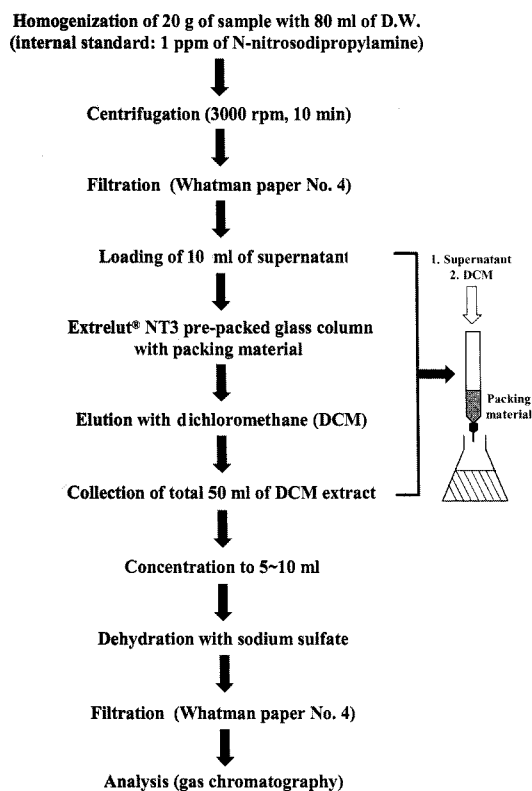 Homogenization of 20 g of sample with 80 ml of D.W.
(internal standard: 1 ppm of N-nitrosodipropylamine)
Centrifugation (3000 rpm, 10 min)
Filtration (Whatman paper No. 4)
Loading of 10 ml of supernatant
Extrelut® NT3 pre-packed glass column
with packing material
Elution with dichloromethane (DCM)
Collection of total 50 ml of DCM extract
1. Supernatant
2. DCM
Packing
material
Concentration to 5~10 ml
Dehydration with sodium sulfate
Filtration (Whatman paper No. 4)
Analysis (gas chromatography)